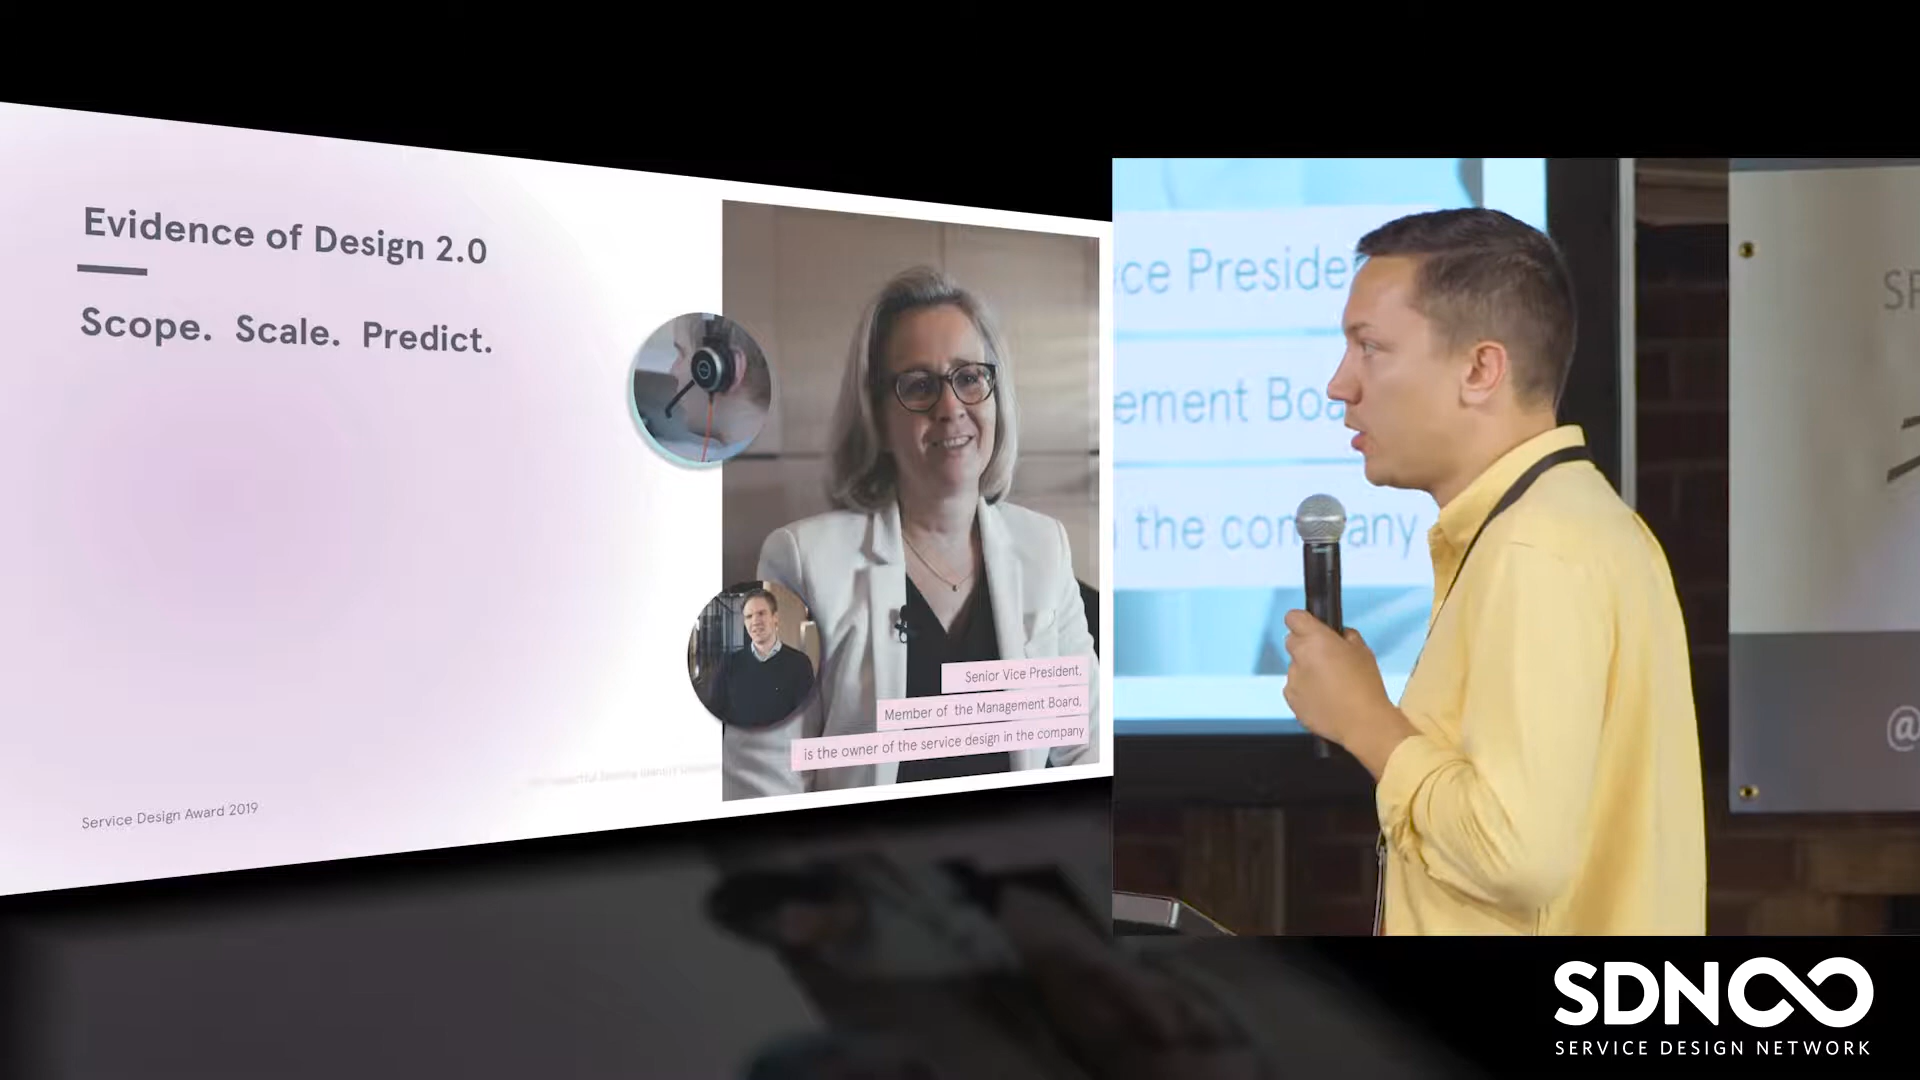 Evidence of Design 2.0
Scope. Scale. Predict.
Senior Vice President,
Member of the Management Board,
is the owner of the service design in the company
Service Design Award 2019
ce Preside
ement Boa
the company
SP
@
SDN
SERVICE DESIGN NETWORK